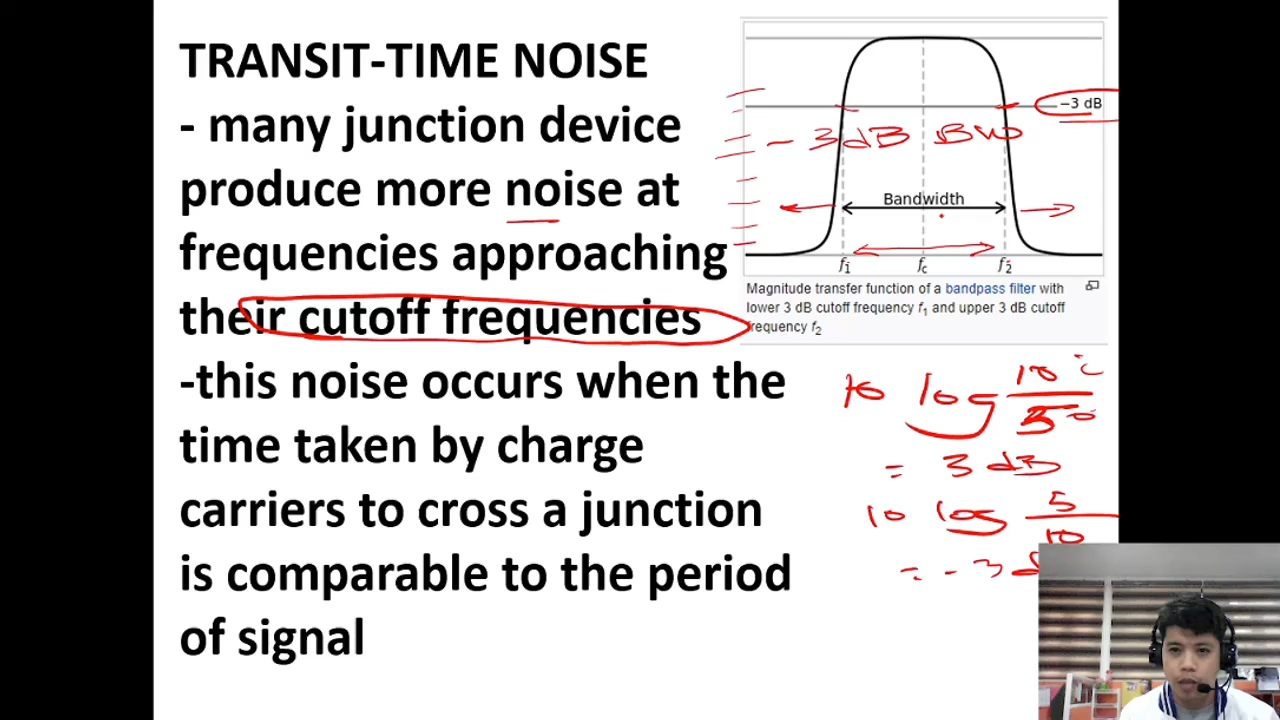 TRANSIT-TIME NOISE
- many junction device
produce more noise at
frequencies approaching
their cutoff frequencies
-this noise occurs when the
time taken by charge
carriers to cross a junction
is comparable to the period
of signal
−3 dB
- 3dB BW
Bandwidth
f1 fc f2
Magnitude transfer function of a bandpass filter with
lower 3 dB cutoff frequency f1 and upper 3 dB cutoff
frequency f2
10 log 10
= 3 dB
10 log 5
10
= - 3 d